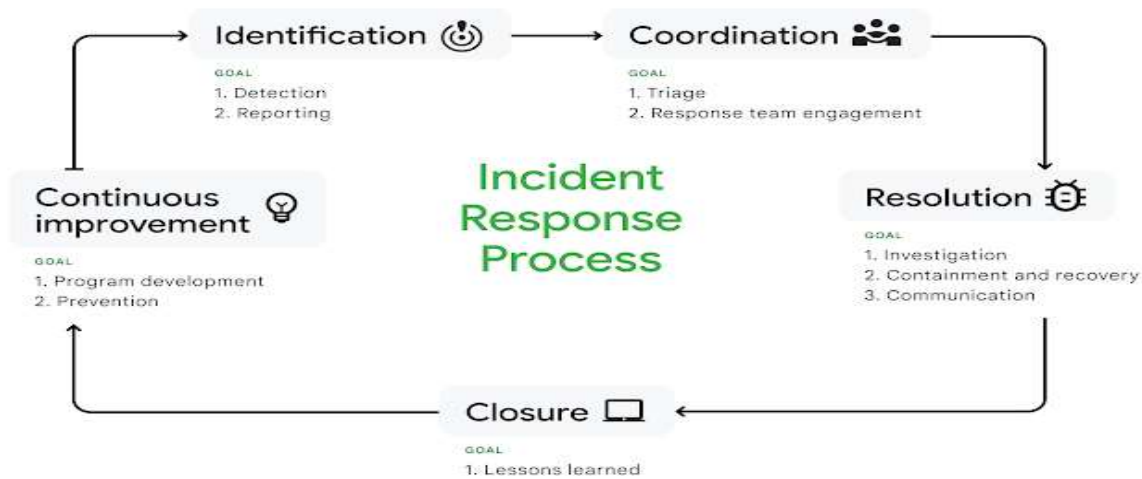 Identification
GOAL
1. Detection
2. Reporting
Coordination
GOAL
1. Triage
2. Response team engagement
Incident
Response
Process
Continuous
improvement
GOAL
1. Program development
2. Prevention
Resolution
GOAL
1. Investigation
2. Containment and recovery
3. Communication
Closure
GOAL
1. Lessons learned